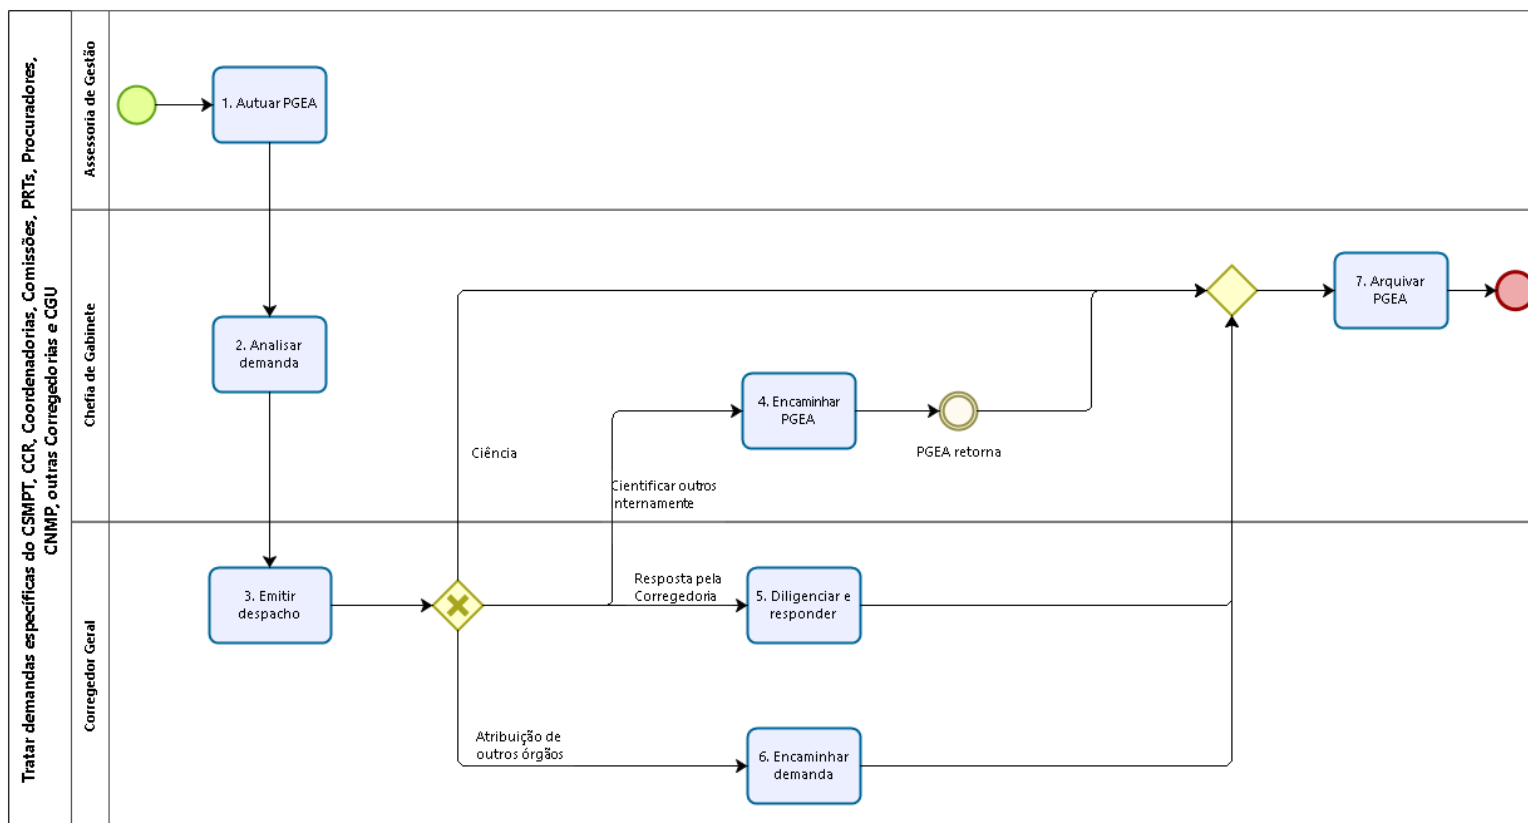 Tratar demandas específicas do CSMPT, CCR, Coordenadorias, Comissões, PRTs, Procuradores,
CNMP, outras Corregedorias e CGU
Assessoria de Gestão
1. Autuar PGEA
Chefia de Gabinete
2. Analisar
demanda
Ciência
Cientificar outros
nternamente
4. Encaminhar
PGEA
PGEA retorna
7. Arquivar
PGEA
Corregedor Geral
3. Emitir
despacho
Resposta pela
Corregedoria
5. Diligenciar e
responder
Atribuição de
outros órgãos
6. Encaminhar
demanda